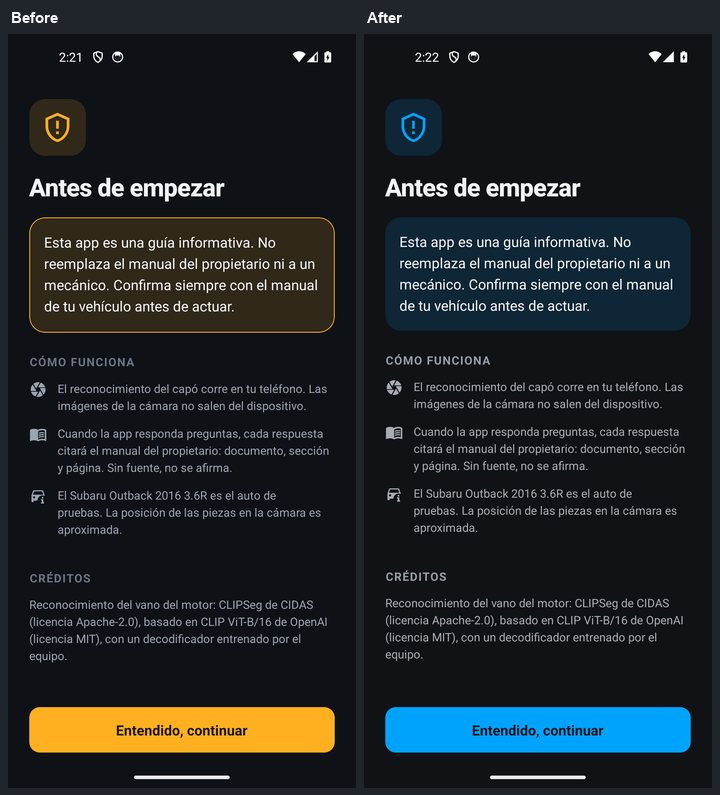 Before
2:21
Antes de empezar
Esta app es una guía informativa. No
reemplaza el manual del propietario ni a un
mecánico. Confirma siempre con el manual
de tu vehículo antes de actuar.
CÓMO FUNCIONA
El reconocimiento del capó corre en tu teléfono. Las
imágenes de la cámara no salen del dispositivo.
Cuando la app responda preguntas, cada respuesta
citará el manual del propietario: documento, sección
y página. Sin fuente, no se afirma.
El Subaru Outback 2016 3.6R es el auto de
pruebas. La posición de las piezas en la cámara es
aproximada.
CRÉDITOS
Reconocimiento del vano del motor: CLIPSeg de CIDAS
(licencia Apache-2.0), basado en CLIP ViT-B/16 de OpenAI
(licencia MIT), con un decodificador entrenado por el
equipo.
Entendido, continuar
After
2:22
Antes de empezar
Esta app es una guía informativa. No
reemplaza el manual del propietario ni a un
mecánico. Confirma siempre con el manual
de tu vehículo antes de actuar.
CÓMO FUNCIONA
El reconocimiento del capó corre en tu teléfono. Las
imágenes de la cámara no salen del dispositivo.
Cuando la app responda preguntas, cada respuesta
citará el manual del propietario: documento, sección
y página. Sin fuente, no se afirma.
El Subaru Outback 2016 3.6R es el auto de
pruebas. La posición de las piezas en la cámara es
aproximada.
CRÉDITOS
Reconocimiento del vano del motor: CLIPSeg de CIDAS
(licencia Apache-2.0), basado en CLIP ViT-B/16 de OpenAI
(licencia MIT), con un decodificador entrenado por el
equipo.
Entendido, continuar